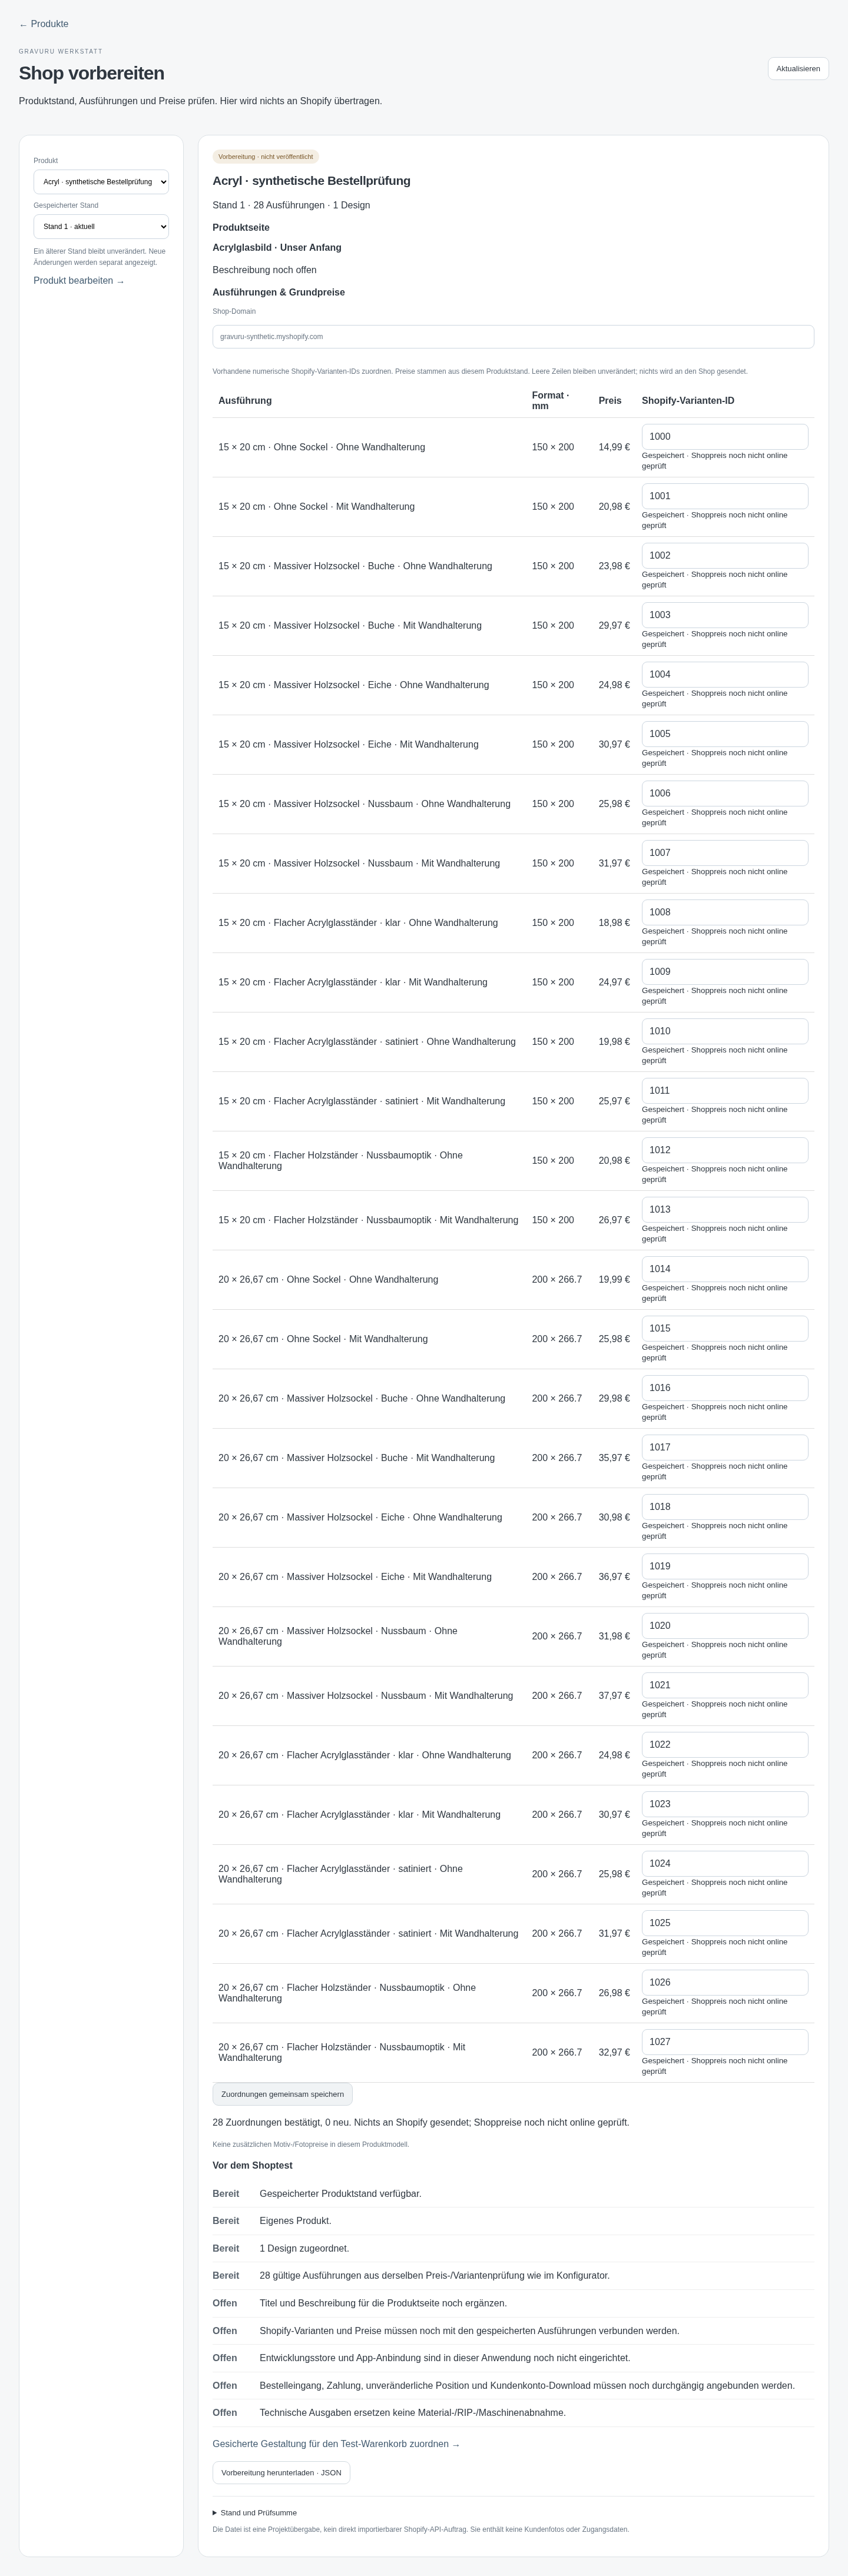 ← Produkte
GRAVURU WERKSTATT
Shop vorbereiten
Aktualisieren
Produktstand, Ausführungen und Preise prüfen. Hier wird nichts an Shopify übertragen.
Produkt
Acryl · synthetische Bestellprüfung
Gespeicherter Stand
Stand 1 · aktuell
Ein älterer Stand bleibt unverändert. Neue
Änderungen werden separat angezeigt.
Produkt bearbeiten →
Vorbereitung · nicht veröffentlicht
Acryl · synthetische Bestellprüfung
Stand 1 · 28 Ausführungen · 1 Design
Produktseite
Acrylglasbild · Unser Anfang
Beschreibung noch offen
Ausführungen & Grundpreise
Shop-Domain
gravuru-synthetic.myshopify.com
Vorhandene numerische Shopify-Varianten-IDs zuordnen. Preise stammen aus diesem Produktstand. Leere Zeilen bleiben unverändert; nichts wird an den Shop gesendet.
Ausführung Format · mm Preis Shopify-Varianten-ID
15 × 20 cm · Ohne Sockel · Ohne Wandhalterung 150 × 200 14,99 € 1000
Gespeichert · Shoppreis noch nicht online geprüft
15 × 20 cm · Ohne Sockel · Mit Wandhalterung 150 × 200 20,98 € 1001
Gespeichert · Shoppreis noch nicht online geprüft
15 × 20 cm · Massiver Holzsockel · Buche · Ohne Wandhalterung 150 × 200 23,98 € 1002
Gespeichert · Shoppreis noch nicht online geprüft
15 × 20 cm · Massiver Holzsockel · Buche · Mit Wandhalterung 150 × 200 29,97 € 1003
Gespeichert · Shoppreis noch nicht online geprüft
15 × 20 cm · Massiver Holzsockel · Eiche · Ohne Wandhalterung 150 × 200 24,98 € 1004
Gespeichert · Shoppreis noch nicht online geprüft
15 × 20 cm · Massiver Holzsockel · Eiche · Mit Wandhalterung 150 × 200 30,97 € 1005
Gespeichert · Shoppreis noch nicht online geprüft
15 × 20 cm · Massiver Holzsockel · Nussbaum · Ohne Wandhalterung 150 × 200 25,98 € 1006
Gespeichert · Shoppreis noch nicht online geprüft
15 × 20 cm · Massiver Holzsockel · Nussbaum · Mit Wandhalterung 150 × 200 31,97 € 1007
Gespeichert · Shoppreis noch nicht online geprüft
15 × 20 cm · Flacher Acrylglasständer · klar · Ohne Wandhalterung 150 × 200 18,98 € 1008
Gespeichert · Shoppreis noch nicht online geprüft
15 × 20 cm · Flacher Acrylglasständer · klar · Mit Wandhalterung 150 × 200 24,97 € 1009
Gespeichert · Shoppreis noch nicht online geprüft
15 × 20 cm · Flacher Acrylglasständer · satiniert · Ohne Wandhalterung 150 × 200 19,98 € 1010
Gespeichert · Shoppreis noch nicht online geprüft
15 × 20 cm · Flacher Acrylglasständer · satiniert · Mit Wandhalterung 150 × 200 25,97 € 1011
Gespeichert · Shoppreis noch nicht online geprüft
15 × 20 cm · Flacher Holzständer · Nussbaumoptik · Ohne Wandhalterung 150 × 200 20,98 € 1012
Gespeichert · Shoppreis noch nicht online geprüft
15 × 20 cm · Flacher Holzständer · Nussbaumoptik · Mit Wandhalterung 150 × 200 26,97 € 1013
Gespeichert · Shoppreis noch nicht online geprüft
20 × 26,67 cm · Ohne Sockel · Ohne Wandhalterung 200 × 266.7 19,99 € 1014
Gespeichert · Shoppreis noch nicht online geprüft
20 × 26,67 cm · Ohne Sockel · Mit Wandhalterung 200 × 266.7 25,98 € 1015
Gespeichert · Shoppreis noch nicht online geprüft
20 × 26,67 cm · Massiver Holzsockel · Buche · Ohne Wandhalterung 200 × 266.7 29,98 € 1016
Gespeichert · Shoppreis noch nicht online geprüft
20 × 26,67 cm · Massiver Holzsockel · Buche · Mit Wandhalterung 200 × 266.7 35,97 € 1017
Gespeichert · Shoppreis noch nicht online geprüft
20 × 26,67 cm · Massiver Holzsockel · Eiche · Ohne Wandhalterung 200 × 266.7 30,98 € 1018
Gespeichert · Shoppreis noch nicht online geprüft
20 × 26,67 cm · Massiver Holzsockel · Eiche · Mit Wandhalterung 200 × 266.7 36,97 € 1019
Gespeichert · Shoppreis noch nicht online geprüft
20 × 26,67 cm · Massiver Holzsockel · Nussbaum · Ohne Wandhalterung 200 × 266.7 31,98 € 1020
Gespeichert · Shoppreis noch nicht online geprüft
20 × 26,67 cm · Massiver Holzsockel · Nussbaum · Mit Wandhalterung 200 × 266.7 37,97 € 1021
Gespeichert · Shoppreis noch nicht online geprüft
20 × 26,67 cm · Flacher Acrylglasständer · klar · Ohne Wandhalterung 200 × 266.7 24,98 € 1022
Gespeichert · Shoppreis noch nicht online geprüft
20 × 26,67 cm · Flacher Acrylglasständer · klar · Mit Wandhalterung 200 × 266.7 30,97 € 1023
Gespeichert · Shoppreis noch nicht online geprüft
20 × 26,67 cm · Flacher Acrylglasständer · satiniert · Ohne Wandhalterung 200 × 266.7 25,98 € 1024
Gespeichert · Shoppreis noch nicht online geprüft
20 × 26,67 cm · Flacher Acrylglasständer · satiniert · Mit Wandhalterung 200 × 266.7 31,97 € 1025
Gespeichert · Shoppreis noch nicht online geprüft
20 × 26,67 cm · Flacher Holzständer · Nussbaumoptik · Ohne Wandhalterung 200 × 266.7 26,98 € 1026
Gespeichert · Shoppreis noch nicht online geprüft
20 × 26,67 cm · Flacher Holzständer · Nussbaumoptik · Mit Wandhalterung 200 × 266.7 32,97 € 1027
Gespeichert · Shoppreis noch nicht online geprüft
Zuordnungen gemeinsam speichern
28 Zuordnungen bestätigt, 0 neu. Nichts an Shopify gesendet; Shoppreise noch nicht online geprüft.
Keine zusätzlichen Motiv-/Fotopreise in diesem Produktmodell.
Vor dem Shoptest
Bereit Gespeicherter Produktstand verfügbar.
Bereit Eigenes Produkt.
Bereit 1 Design zugeordnet.
Bereit 28 gültige Ausführungen aus derselben Preis-/Variantenprüfung wie im Konfigurator.
Offen Titel und Beschreibung für die Produktseite noch ergänzen.
Offen Shopify-Varianten und Preise müssen noch mit den gespeicherten Ausführungen verbunden werden.
Offen Entwicklungsstore und App-Anbindung sind in dieser Anwendung noch nicht eingerichtet.
Offen Bestelleingang, Zahlung, unveränderliche Position und Kundenkonto-Download müssen noch durchgängig angebunden werden.
Offen Technische Ausgaben ersetzen keine Material-/RIP-/Maschinenabnahme.
Gesicherte Gestaltung für den Test-Warenkorb zuordnen →
Vorbereitung herunterladen · JSON
▶ Stand und Prüfsumme
Die Datei ist eine Projektübergabe, kein direkt importierbarer Shopify-API-Auftrag. Sie enthält keine Kundenfotos oder Zugangsdaten.